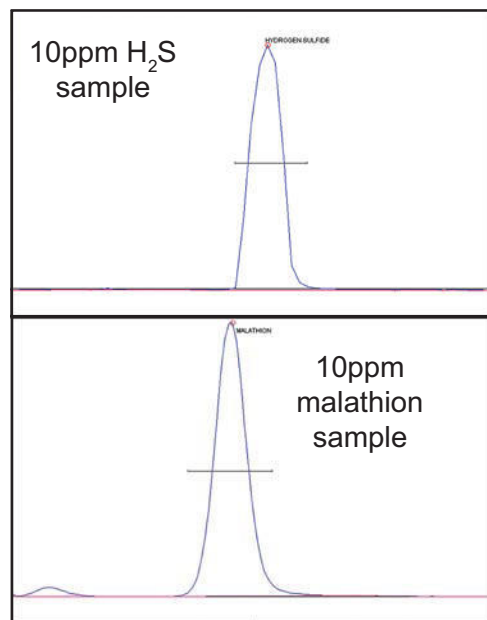 10ppm H₂S
sample
HYDROGEN SULFIDE
MALATHION
10ppm
malathion
sample